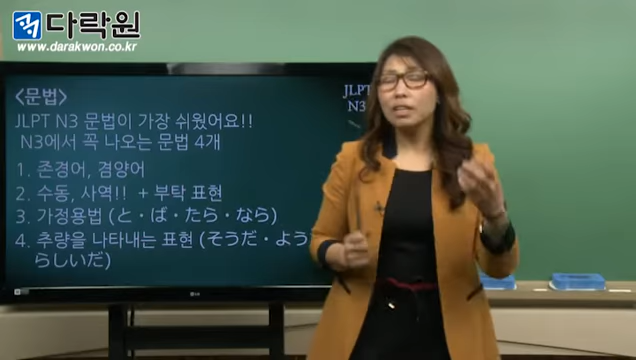 다락원
www.darakwon.co.kr
<문법>
JLPT N3 문법이 가장 쉬웠어요!!
N3에서 꼭 나오는 문법 4개
1. 존경어, 겸양어
2. 수동, 사역!! + 부탁 표현
3. 가정용법 (と・ば・たら・なら)
4. 추량을 나타내는 표현 (そうだ・よう
らしいだ)
JLPT
N3